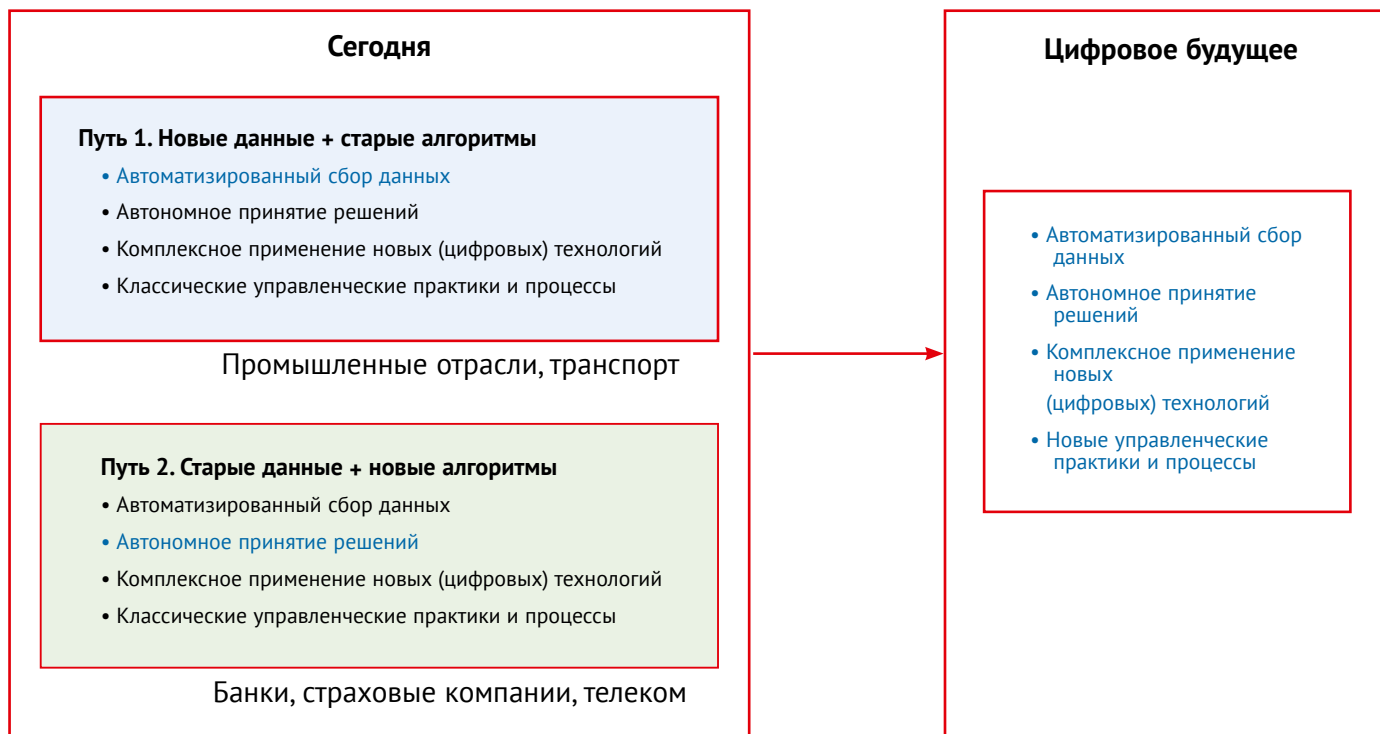 Сегодня
Путь 1. Новые данные + старые алгоритмы
• Автоматизированный сбор данных
• Автономное принятие решений
• Комплексное применение новых (цифровых) технологий
• Классические управленческие практики и процессы
Промышленные отрасли, транспорт
Путь 2. Старые данные + новые алгоритмы
• Автоматизированный сбор данных
• Автономное принятие решений
• Комплексное применение новых (цифровых) технологий
• Классические управленческие практики и процессы
Банки, страховые компании, телеком
Цифровое будущее
• Автоматизированный сбор
данных
• Автономное принятие
решений
• Комплексное применение
новых
(цифровых) технологий
• Новые управленческие
практики и процессы